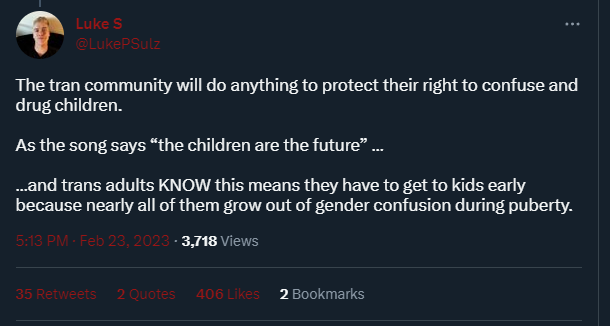 Luke S
@LukePSulz
The tran community will do anything to protect their right to confuse and
drug children.
As the song says “the children are the future” ...
...and trans adults KNOW this means they have to get to kids early
because nearly all of them grow out of gender confusion during puberty.
5:13 PM · Feb 23, 2023 · 3,718 Views
35 Retweets 2 Quotes 406 Likes 2 Bookmarks